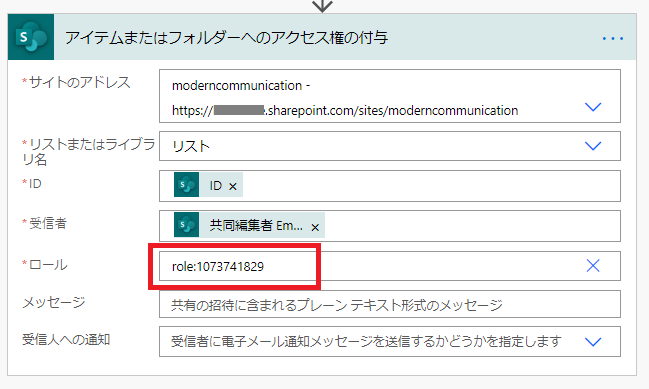 アイテムまたはフォルダーへのアクセス権の付与
*サイトのアドレス
moderncommunication -
https://e.sharepoint.com/sites/moderncommunication
*リストまたはライブラ
リ名
リスト
*ID
ID ×
*受信者
共同編集者 Em... ×
*ロール
role:1073741829
メッセージ
共有の招待に含まれるプレーン テキスト形式のメッセージ
受信人への通知
受信者に電子メール通知メッセージを送信するかどうかを指定します